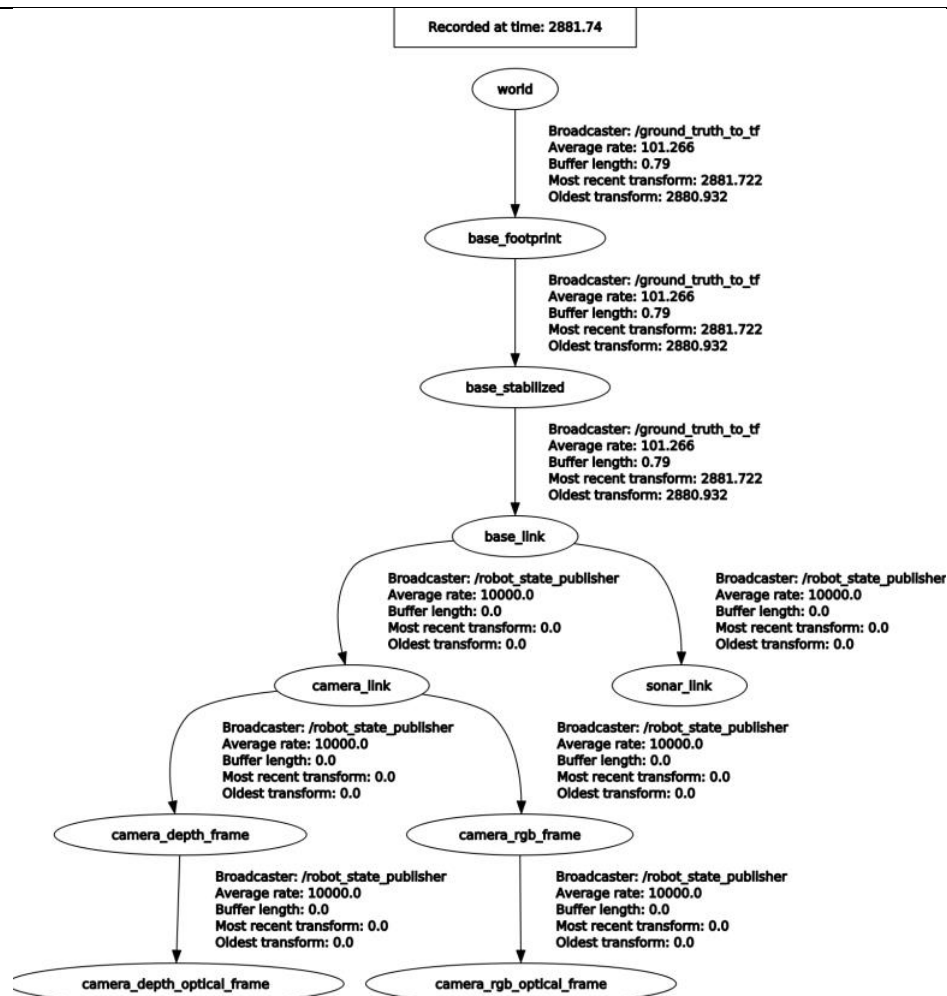 Recorded at time: 2881.74
world
Broadcaster: /ground_truth_to_tf
Average rate: 101.266
Buffer length: 0.79
Most recent transform: 2881.722
Oldest transform: 2880.932
base_footprint
Broadcaster: /ground_truth_to_tf
Average rate: 101.266
Buffer length: 0.79
Most recent transform: 2881.722
Oldest transform: 2880.932
base_stabilized
Broadcaster: /ground_truth_to_tf
Average rate: 101.266
Buffer length: 0.79
Most recent transform: 2881.722
Oldest transform: 2880.932
base_link
Broadcaster: /robot_state_publisher
Average rate: 10000.0
Buffer length: 0.0
Most recent transform: 0.0
Oldest transform: 0.0
Broadcaster: /robot_state_publisher
Average rate: 10000.0
Buffer length: 0.0
Most recent transform: 0.0
Oldest transform: 0.0
camera_link
sonar_link
Broadcaster: /robot_state_publisher
Average rate: 10000.0
Buffer length: 0.0
Most recent transform: 0.0
Oldest transform: 0.0
Broadcaster: /robot_state_publisher
Average rate: 10000.0
Buffer length: 0.0
Most recent transform: 0.0
Oldest transform: 0.0
camera_depth_frame
camera_rgb_frame
Broadcaster: /robot_state_publisher
Average rate: 10000.0
Buffer length: 0.0
Most recent transform: 0.0
Oldest transform: 0.0
Broadcaster: /robot_state_publisher
Average rate: 10000.0
Buffer length: 0.0
Most recent transform: 0.0
Oldest transform: 0.0
camera_depth_optical_frame
camera_rgb_optical_frame